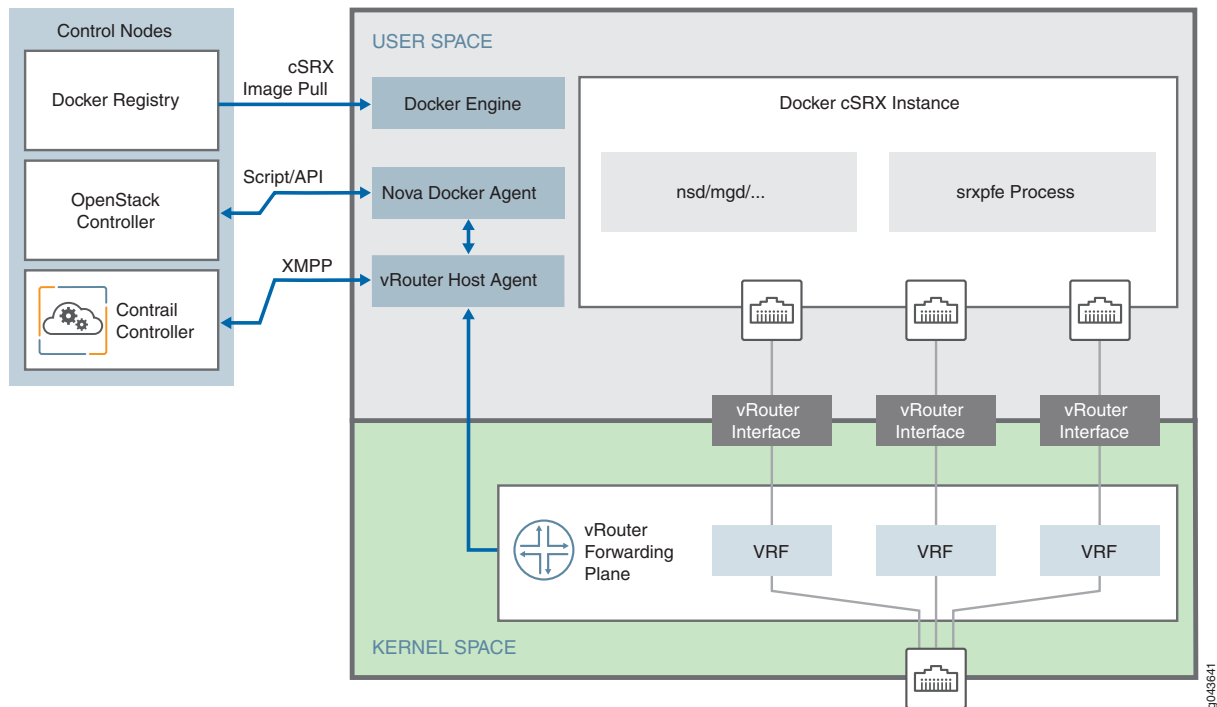 Control Nodes
Docker Registry
OpenStack
Controller
Contrail
Controller
cSRX
Image Pull
Script/API
XMPP
USER SPACE
Docker Engine
Nova Docker Agent
vRouter Host Agent
Docker cSRX Instance
nsd/mgd/...
srxpfe Process
vRouter
Interface
vRouter
Interface
vRouter
Interface
vRouter
Forwarding
Plane
VRF
VRF
VRF
KERNEL SPACE
g043641